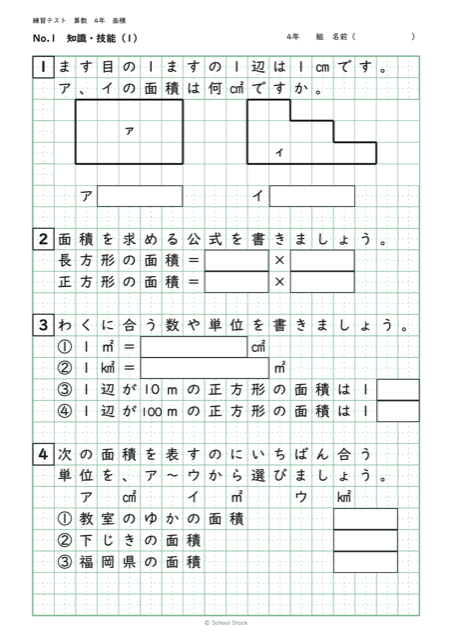 練習テスト 算数 4年 面積
No.1 知識・技能（1） 4年 組 名前（ ）
1 ます目の1ますの1辺は1㎝です。
ア、イの面積は何㎠ですか。
ア
イ
ア イ
2 面積を求める公式を書きましょう。
長方形の面積＝ ×
正方形の面積＝ ×
3 わくに合う数や単位を書きましょう。
① 1㎡＝ ㎠
② 1㎢＝ ㎡
③ 1辺が10mの正方形の面積は1
④ 1辺が100mの正方形の面積は1
4 次の面積を表すのにいちばん合う
単位を、ア～ウから選びましょう。
ア ㎠ イ ㎡ ウ ㎢
① 教室のゆかの面積
② 下じきの面積
③ 福岡県の面積
© School Stock